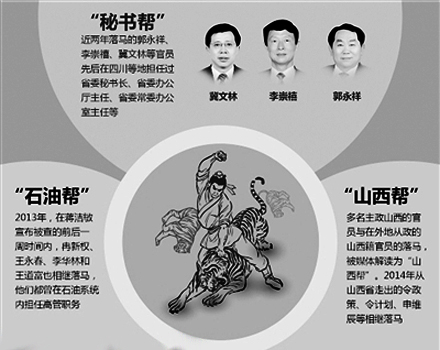 “秘书帮”
近两年落马的郭永祥、
李崇禧、冀文林等官员
先后在四川等地担任过
省委秘书长、省委办公
厅主任、省委常委办公
室主任等
冀文林
李崇禧
郭永祥
“石油帮”
2013年，在蒋洁敏
宣布被查的前后一
周时间内，冉新权、
王永春、李华林和
王道富也相继落马，
他们都曾在石油系统
内担任高管职务
“山西帮”
多名主政山西的官
员与在外地从政的
山西籍官员的落马，
被媒体解读为“山
西帮”。2014年从
山西省走出的令政
策、令计划、申维
辰等相继落马